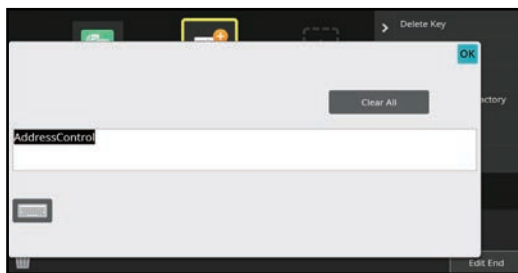 Delete Key
OK
Clear All
actory
AddressControl
Edit End